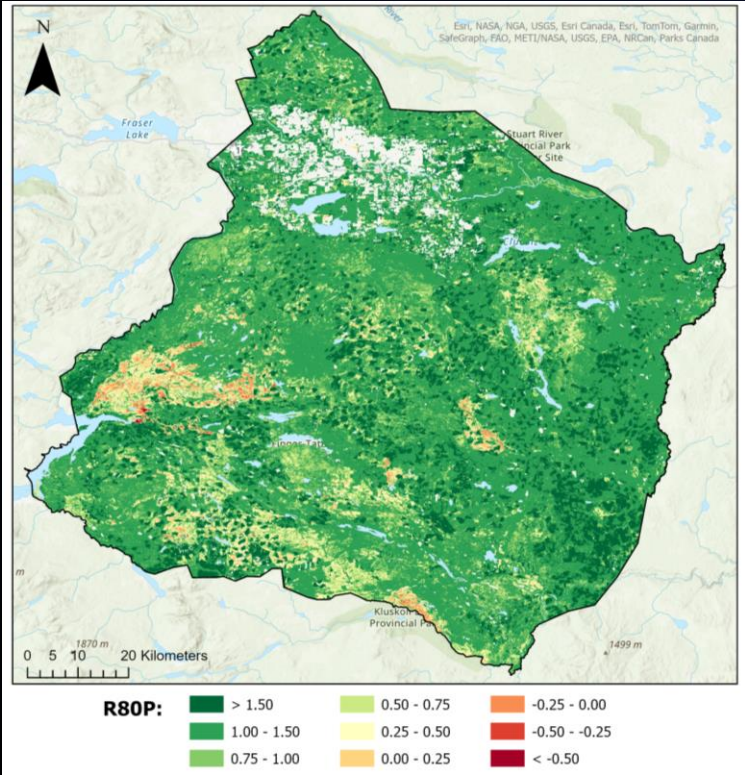 Esri, NASA, NGA, USGS, Esri Canada, Esri, TomTom, Garmin,
SafeGraph, FAO, METI/NASA, USGS, EPA, NRCan, Parks Canada
N
River
Fraser
Lake
Stuart River
Park
Site
Kluskoil
Provincial
m
1870 m
1499 m
0 5 10 20 Kilometers
R80P:
> 1.50
1.00 - 1.50
0.75 - 1.00
0.50 - 0.75
0.25 - 0.50
0.00 - 0.25
-0.25 - 0.00
-0.50 - -0.25
< -0.50